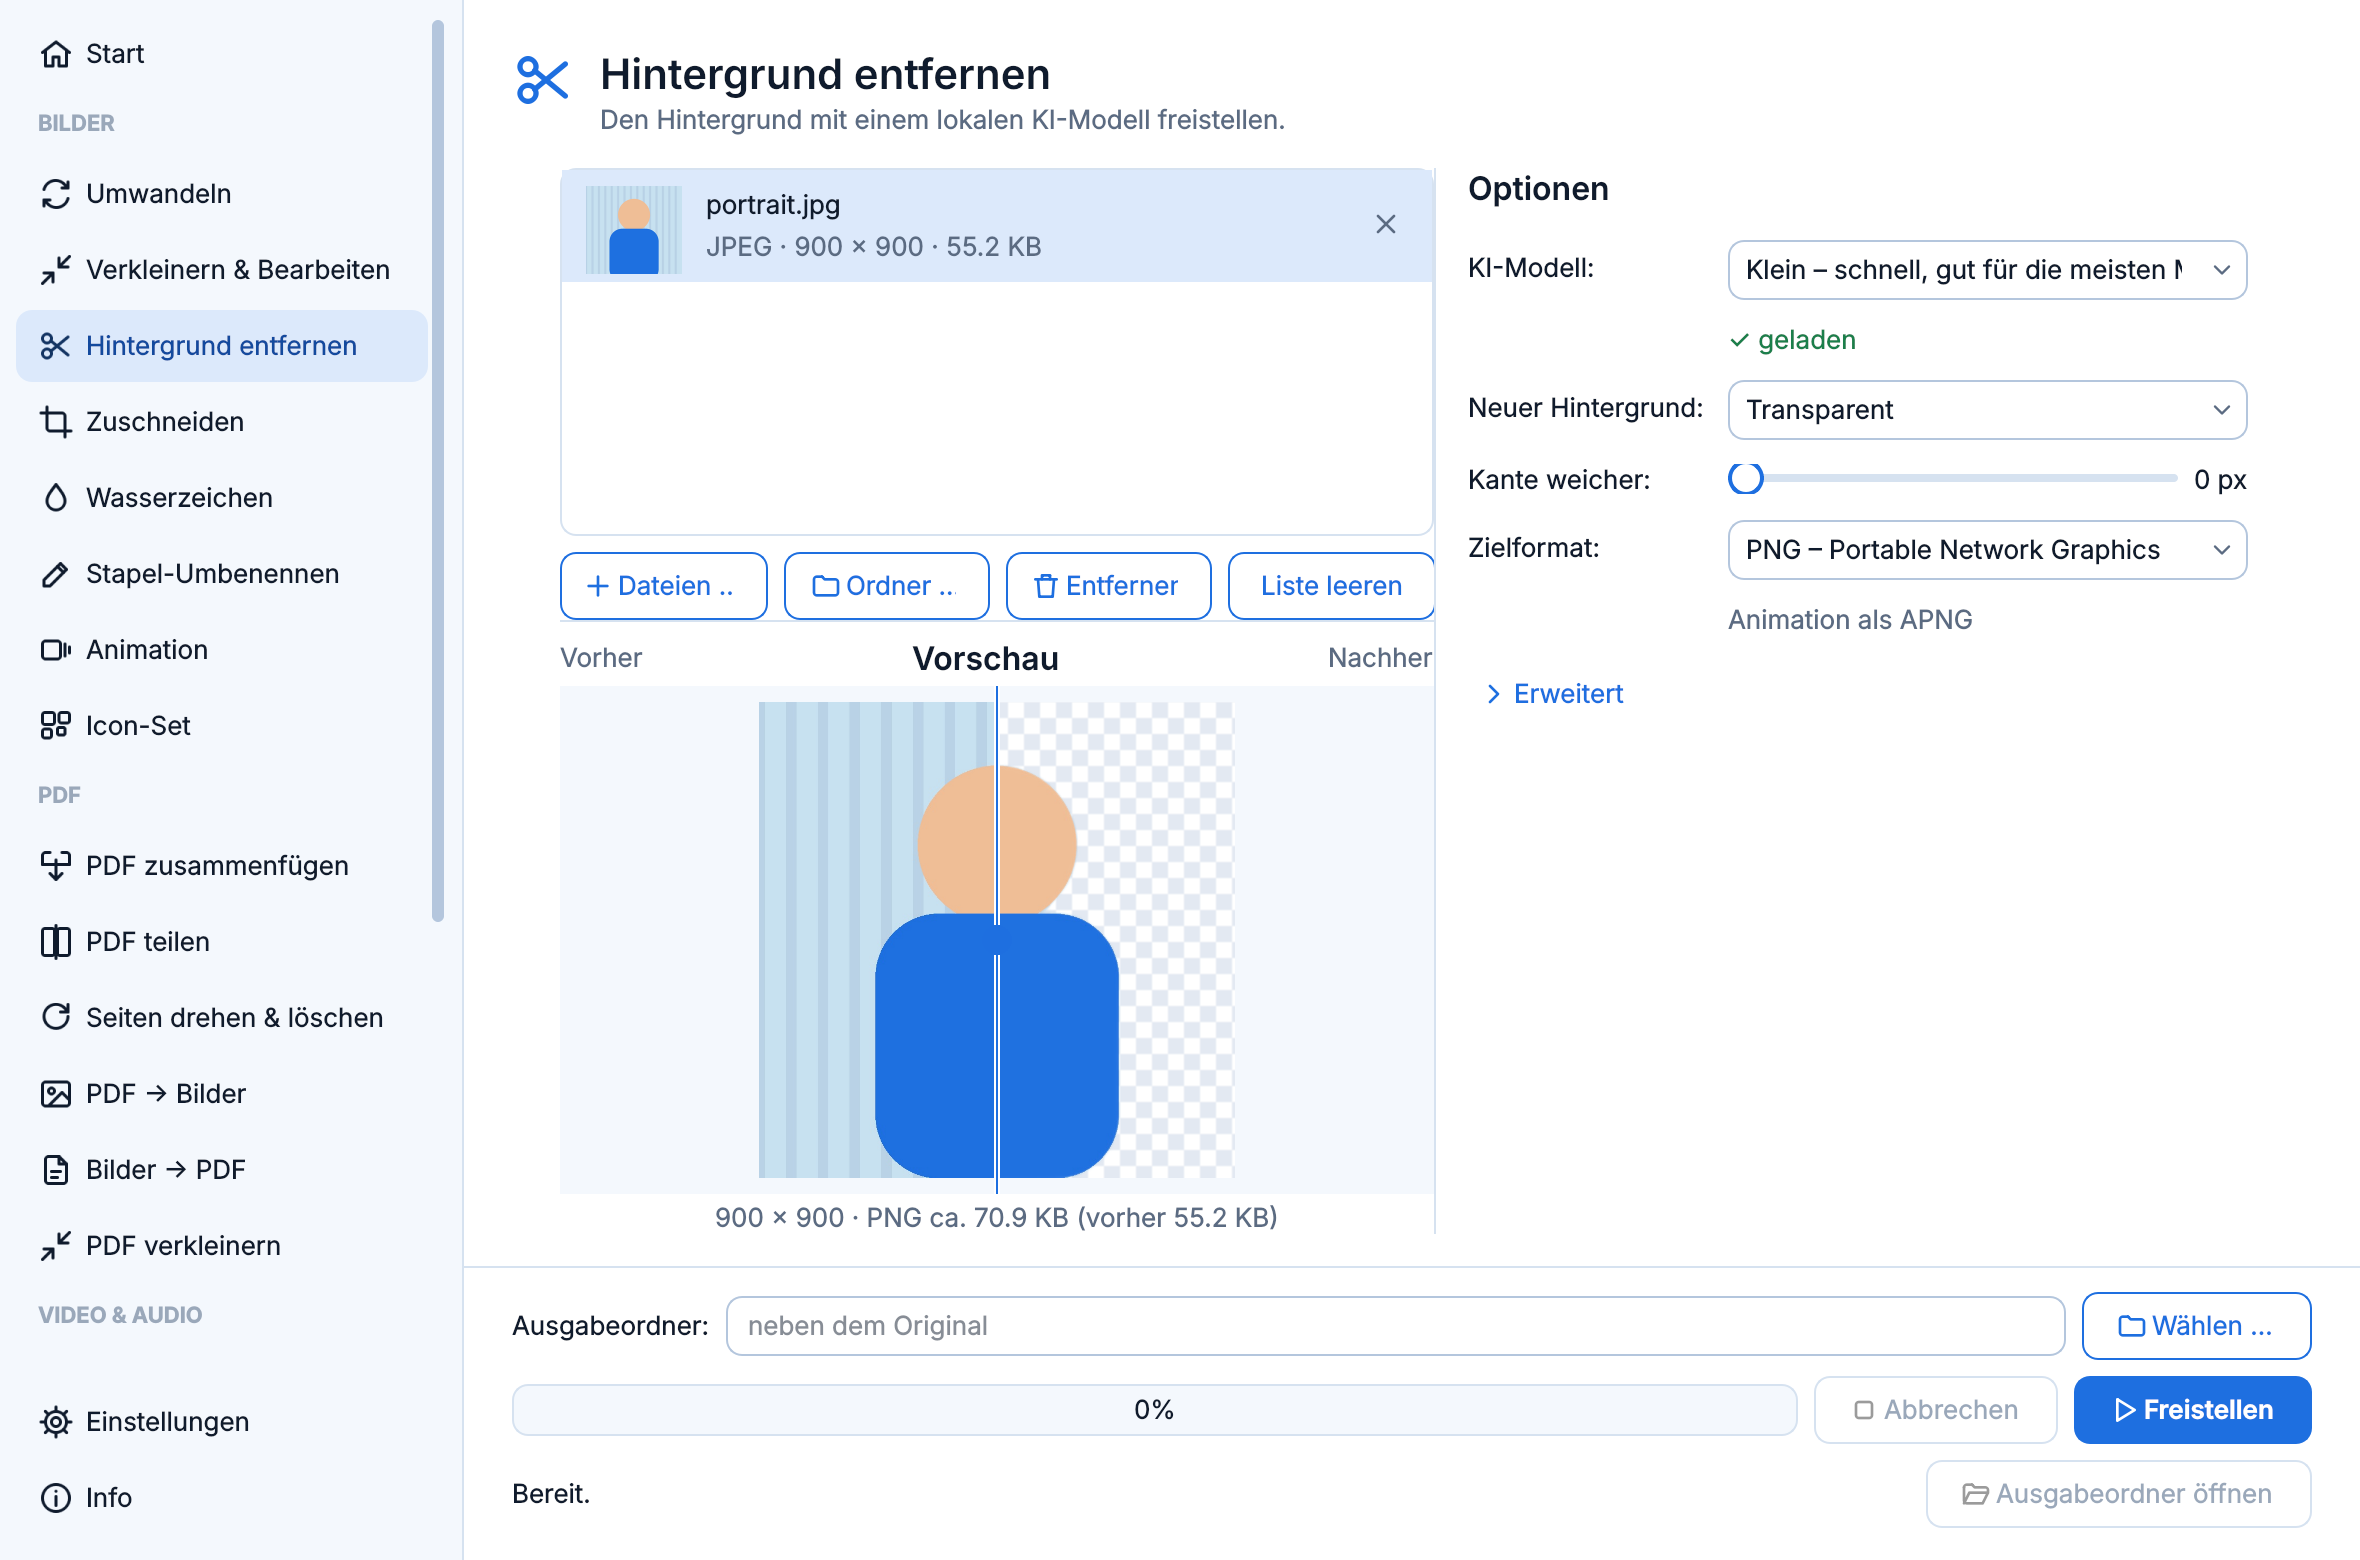 Start
BILDER
Umwandeln
Verkleinern & Bearbeiten
Hintergrund entfernen
Zuschneiden
Wasserzeichen
Stapel-Umbenennen
Animation
Icon-Set
PDF
PDF zusammenfügen
PDF teilen
Seiten drehen & löschen
PDF → Bilder
Bilder → PDF
PDF verkleinern
VIDEO & AUDIO
Einstellungen
Info
Hintergrund entfernen
Den Hintergrund mit einem lokalen KI-Modell freistellen.
portrait.jpg
JPEG · 900 × 900 · 55.2 KB
Dateien ..
Ordner ...
Entferner
Liste leeren
Vorher
Vorschau
Nachher
900 × 900 · PNG ca. 70.9 KB (vorher 55.2 KB)
Optionen
KI-Modell:
Klein – schnell, gut für die meisten
✓ geladen
Neuer Hintergrund:
Transparent
Kante weicher:
0 px
Zielformat:
PNG – Portable Network Graphics
Animation als APNG
Erweitert
Ausgabeordner:
neben dem Original
Wählen ...
0%
Abbrechen
Freistellen
Bereit.
Ausgabeordner öffnen